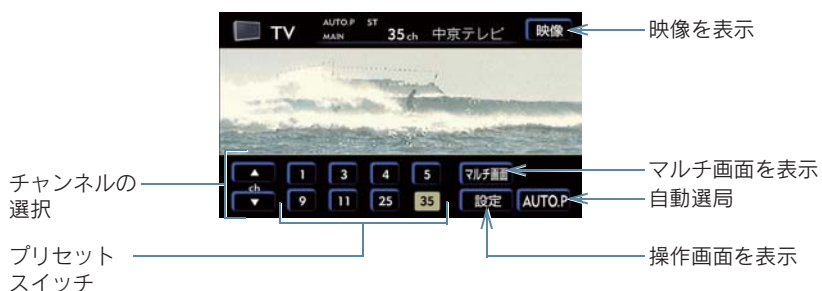 TV AUTO.P ST
MAIN 35 ch 中京テレビ 映像
映像を表示
▲ 1 3 4 5 マルチ画面
ch
▼ 9 11 25 35 設定 AUTO.P
チャンネルの
選択
プリセット
スイッチ
マルチ画面を表示
自動選局
操作画面を表示